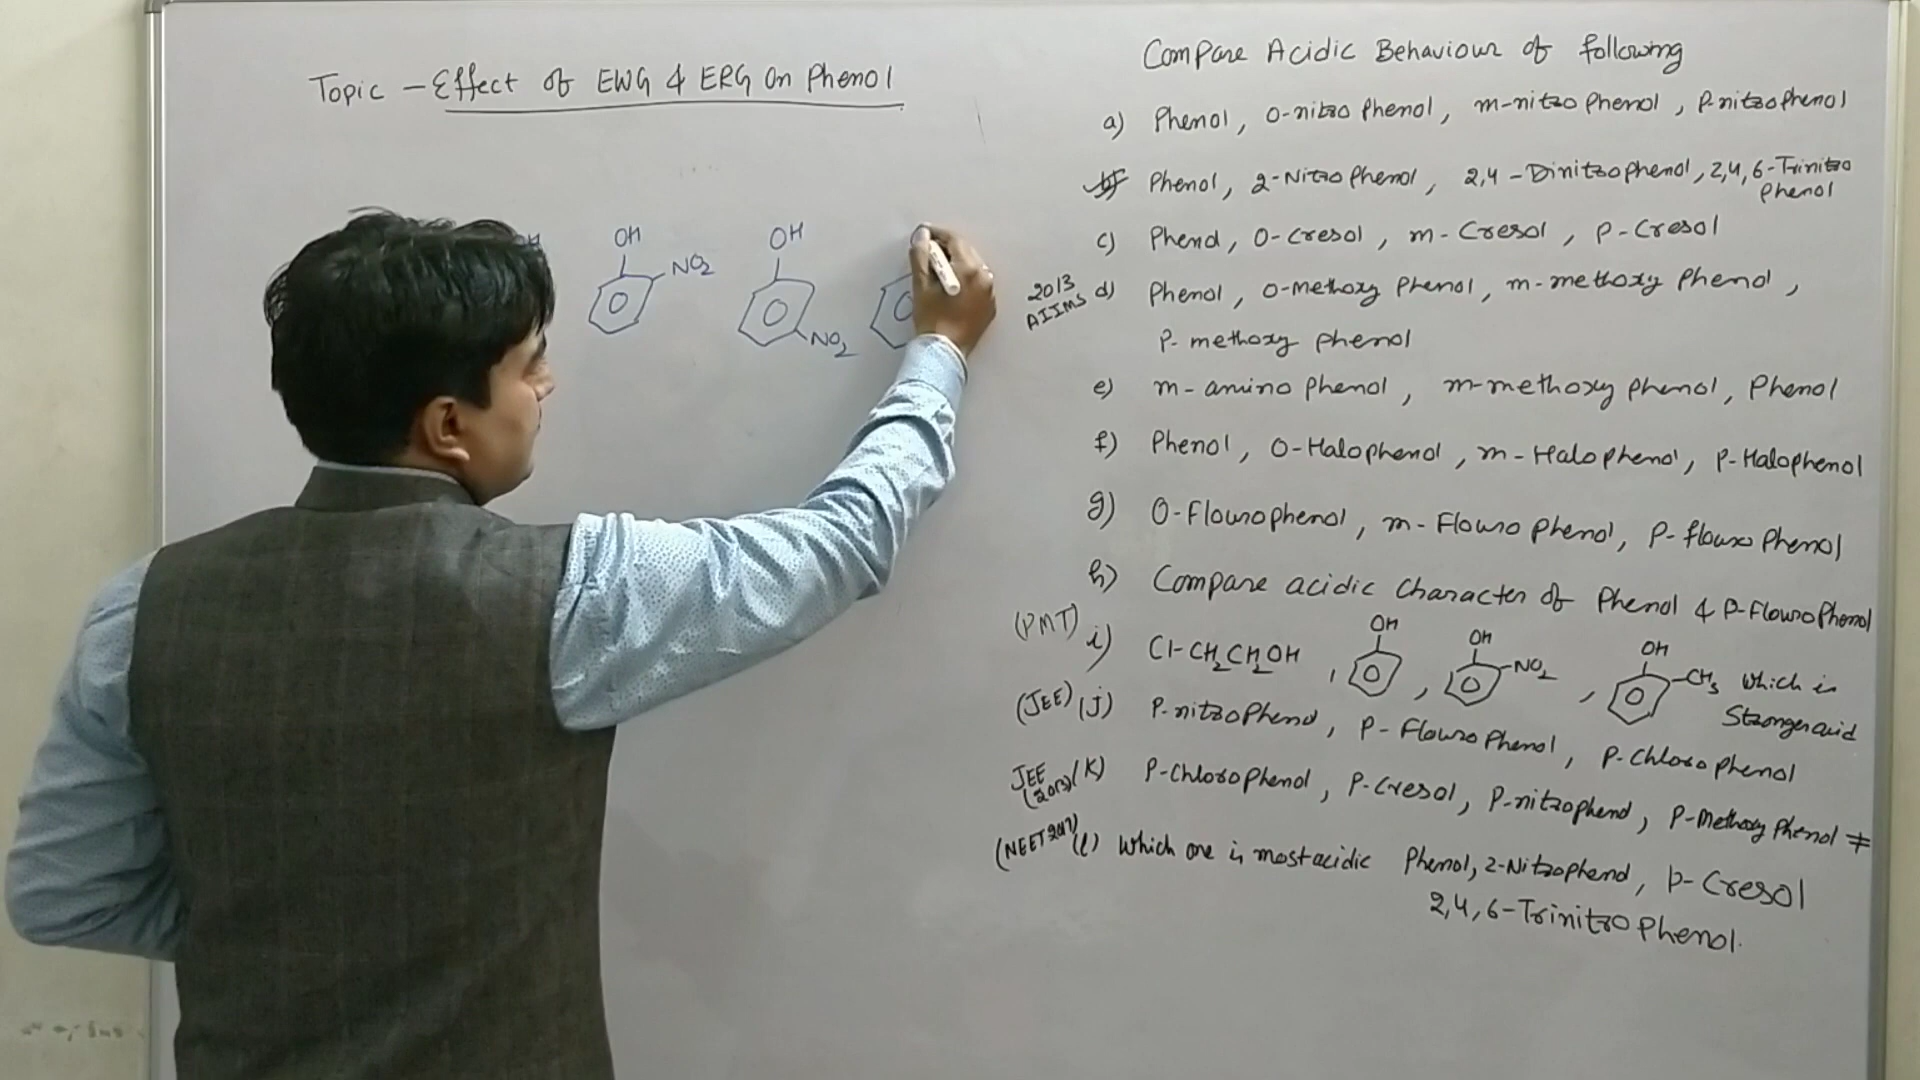 Topic - Effect of EWG & ERG On Phenol
OH
OH
NO2
OH
NO2
Compare Acidic Behaviour of following
a) Phenol, O-nitro Phenol, m-nitro Phenol, P-nitrophenol
b) Phenol, 2-Nitro Phenol, 2,4-Dinitrophenol, 2,4,6-Trinitro
Phenol
c) Phenol, O-Cresol, m-Cresol, P-Cresol
2013
AIIMS d) Phenol, O-methoxy Phenol, m-methoxy Phenol,
P-methoxy phenol
e) m-amino Phenol, m-methoxy phenol, Phenol
f) Phenol, O-Halophenol, m-Halophenol, P-Halophenol
g) O-Flourophenol, m-Flouro Phenol, P-flouro Phenol
h) Compare acidic Character of Phenol & P-FlouroPhenol
(PMT) i) Cl-CH2CH2OH, OH, OH NO2, OH CH3 Which is
Stronger acid
(JEE) (j) P-nitroPhenol, P-Flouro Phenol, P-Chlorophenol
JEE (K) P-ChloroPhenol, P-Cresol, P-nitrophenol, P-Methoxy Phenol ≠
(NEET 2017) (l) Which one is most acidic Phenol, 2-Nitrophenol, p-Cresol
2,4,6-Trinitro Phenol.